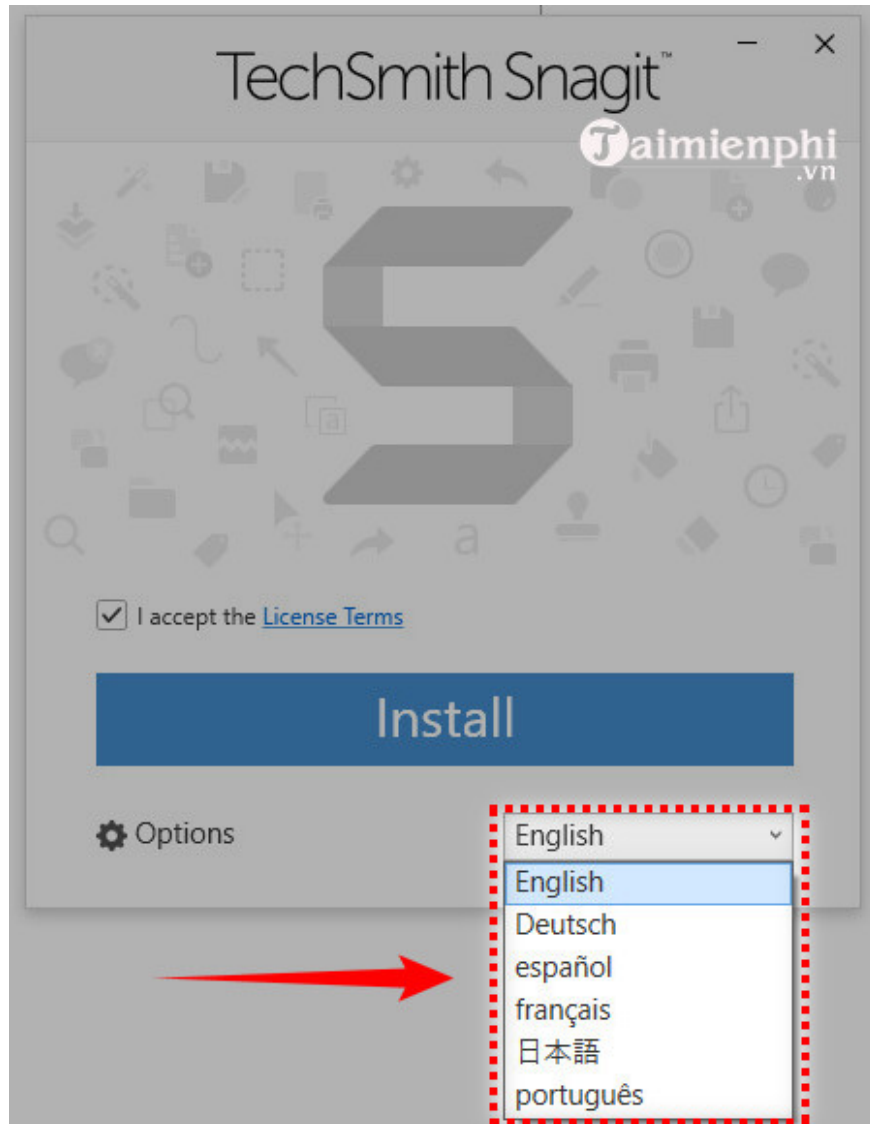 TechSmith Snagit™
Taimienphi
.vn
a
a
I accept the License Terms
Install
Options
English
English
Deutsch
español
français
日本語
português